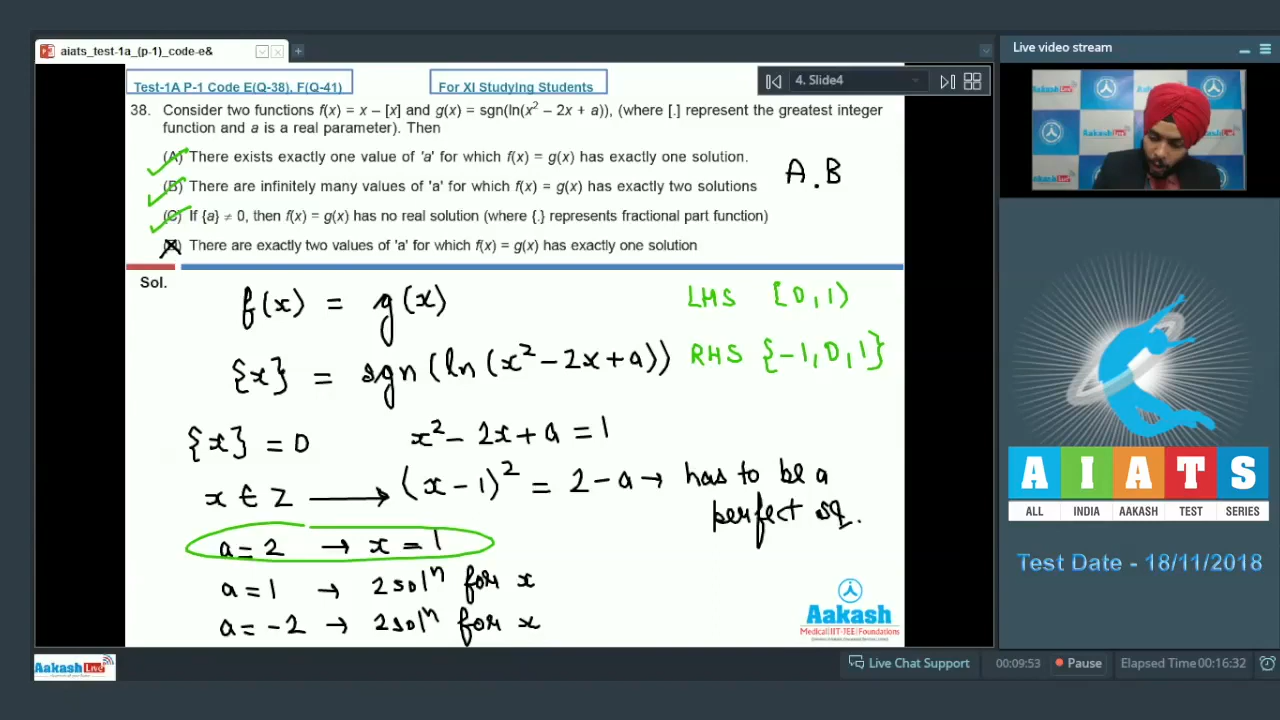 Live video stream
aiats_test-1a_(p-1)_code-e&
4. Slide4
Test-1A P-1 Code E(Q-38), F(Q-41)
For XI Studying Students
38. Consider two functions f(x) = x – [x] and g(x) = sgn(ln(x² – 2x + a)), (where [.] represent the greatest integer
function and a is a real parameter). Then
(A) There exists exactly one value of 'a' for which f(x) = g(x) has exactly one solution.
(B) There are infinitely many values of 'a' for which f(x) = g(x) has exactly two solutions
(C) If {a} ≠ 0, then f(x) = g(x) has no real solution (where {.} represents fractional part function)
There are exactly two values of 'a' for which f(x) = g(x) has exactly one solution
A.B
Sol.
f(x) = g(x)
LHS [0,1)
{x} = sgn(ln(x²-2x+a))
RHS {-1,0,1}
{x} = 0
x²-2x+a = 1
x ∈ Z → (x-1)² = 2-a → has to be a
perfect sq.
a=2 → x=1
a=1 → 2 solⁿ for x
a=-2 → 2 solⁿ for x
Aakash
Medical|IIT-JEE|Foundations
AIATS
ALL INDIA AAKASH TEST SERIES
Test Date - 18/11/2018
Aakash Live
Live Chat Support
00:09:53
Pause
Elapsed Time 00:16:32